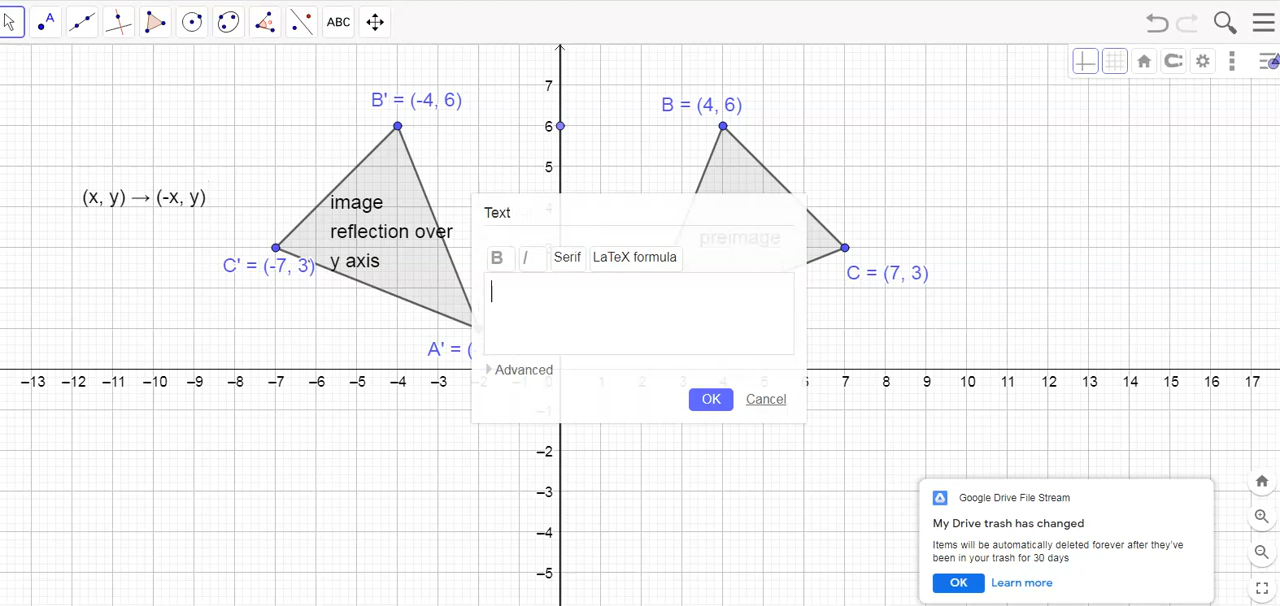 ABC
B' = (-4, 6)
B = (4, 6)
(x, y) → (-x, y)
image
reflection over
y axis
C' = (-7, 3)
A' = (
preimage
C = (7, 3)
Text
B I Serif LaTeX formula
Advanced
OK Cancel
7
6
5
4
−1
−2
−3
−4
−5
−13 −12 −11 −10 −9 −8 −7 −6 −5 −4 −3 −2 −1 0 1 2 3 4 5 6 7 8 9 10 11 12 13 14 15 16 17
Google Drive File Stream
My Drive trash has changed
Items will be automatically deleted forever after they've
been in your trash for 30 days
OK Learn more